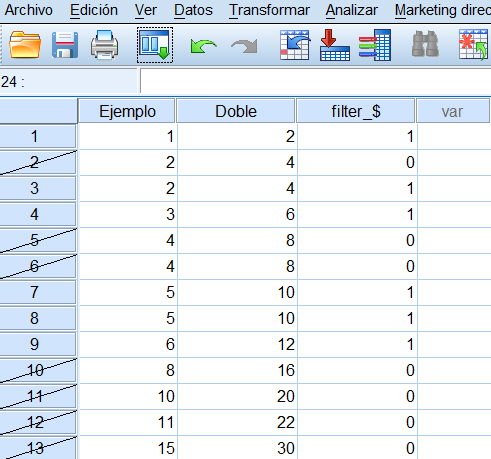 Archivo Edición Ver Datos Transformar Analizar Marketing direc
24 :
Ejemplo Doble filter_$ var
1 1 2 1
2 2 4 0
3 2 4 1
4 3 6 1
5 4 8 0
6 4 8 0
7 5 10 1
8 5 10 1
9 6 12 1
10 8 16 0
11 10 20 0
12 11 22 0
13 15 30 0